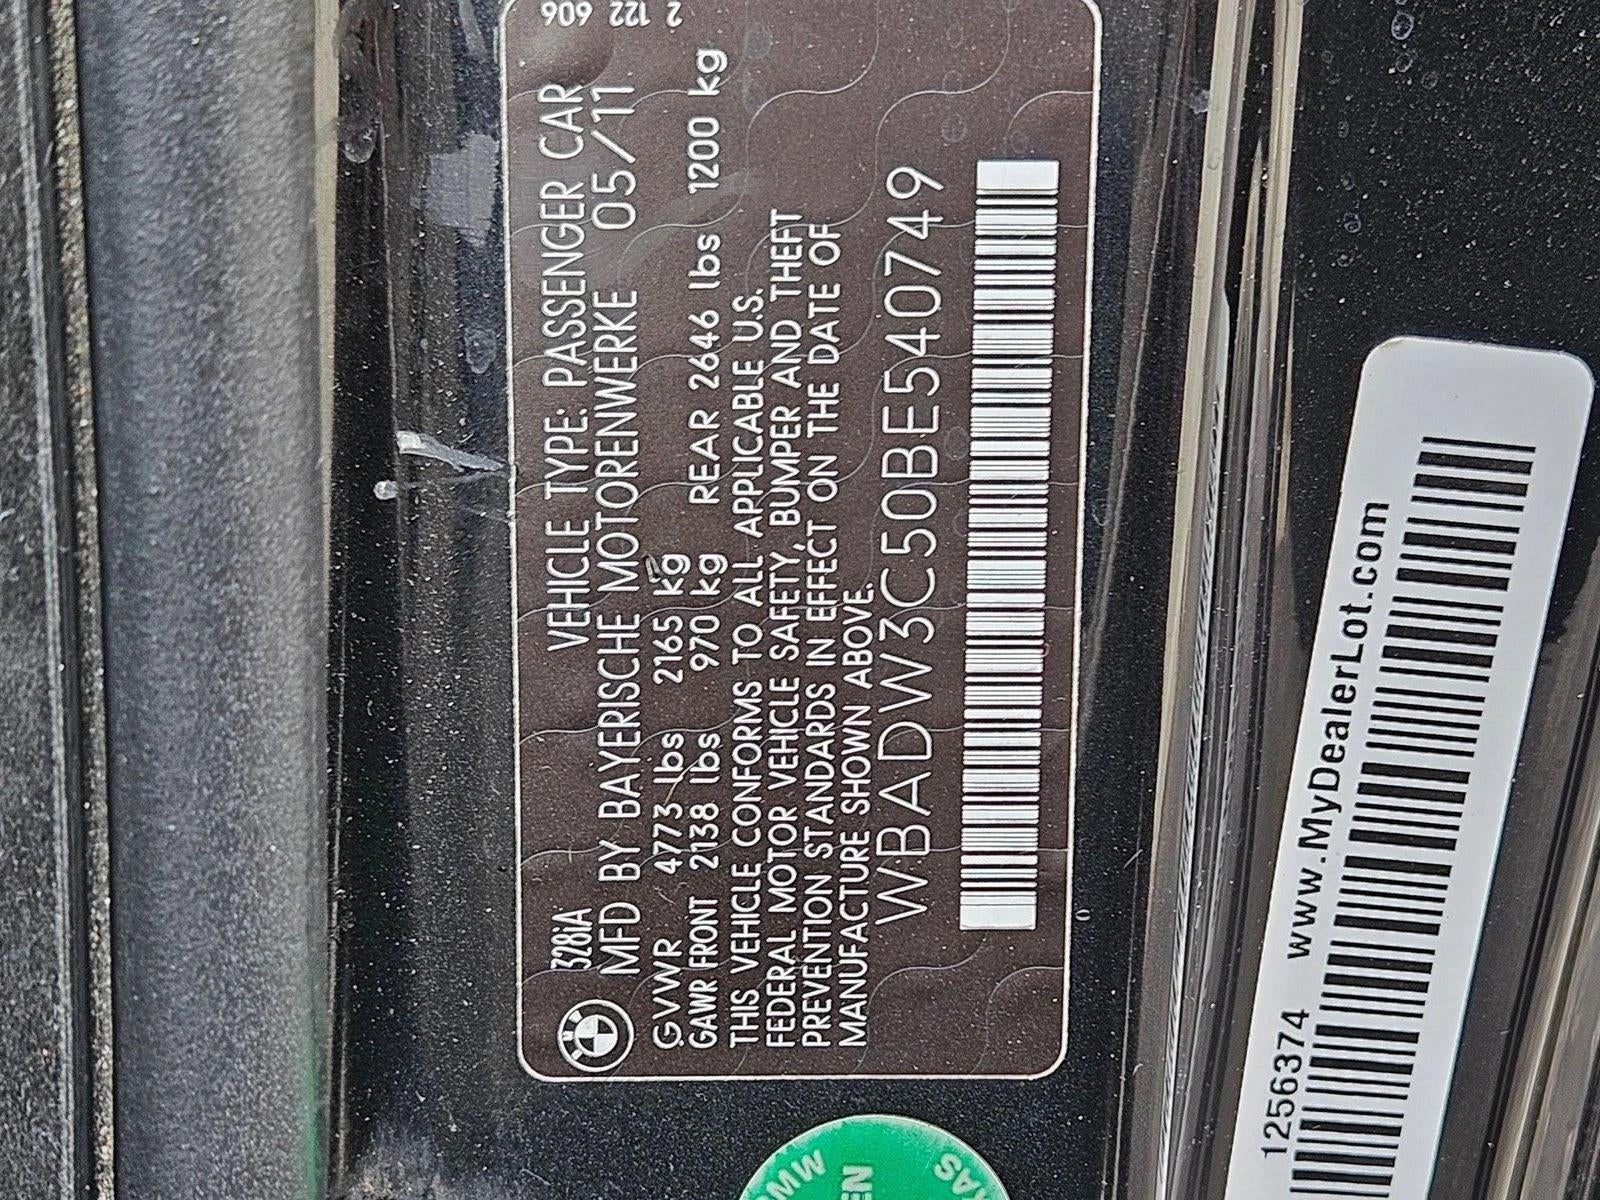 328iA VEHICLE TYPE: PASSENGER CAR
MFD BY BAYERISCHE MOTORENWERKE 05/11
GVWR 4773 lbs 2165 kg
GAWR FRONT 2138 lbs 970 kg REAR 2646 lbs 1200 kg
THIS VEHICLE CONFORMS TO ALL APPLICABLE U.S.
FEDERAL MOTOR VEHICLE SAFETY, BUMPER AND THEFT
PREVENTION STANDARDS IN EFFECT ON THE DATE OF
MANUFACTURE SHOWN ABOVE.
WBADW3C50BE540749
2 122 606
1256374 www.MyDealerLot.com
BMW